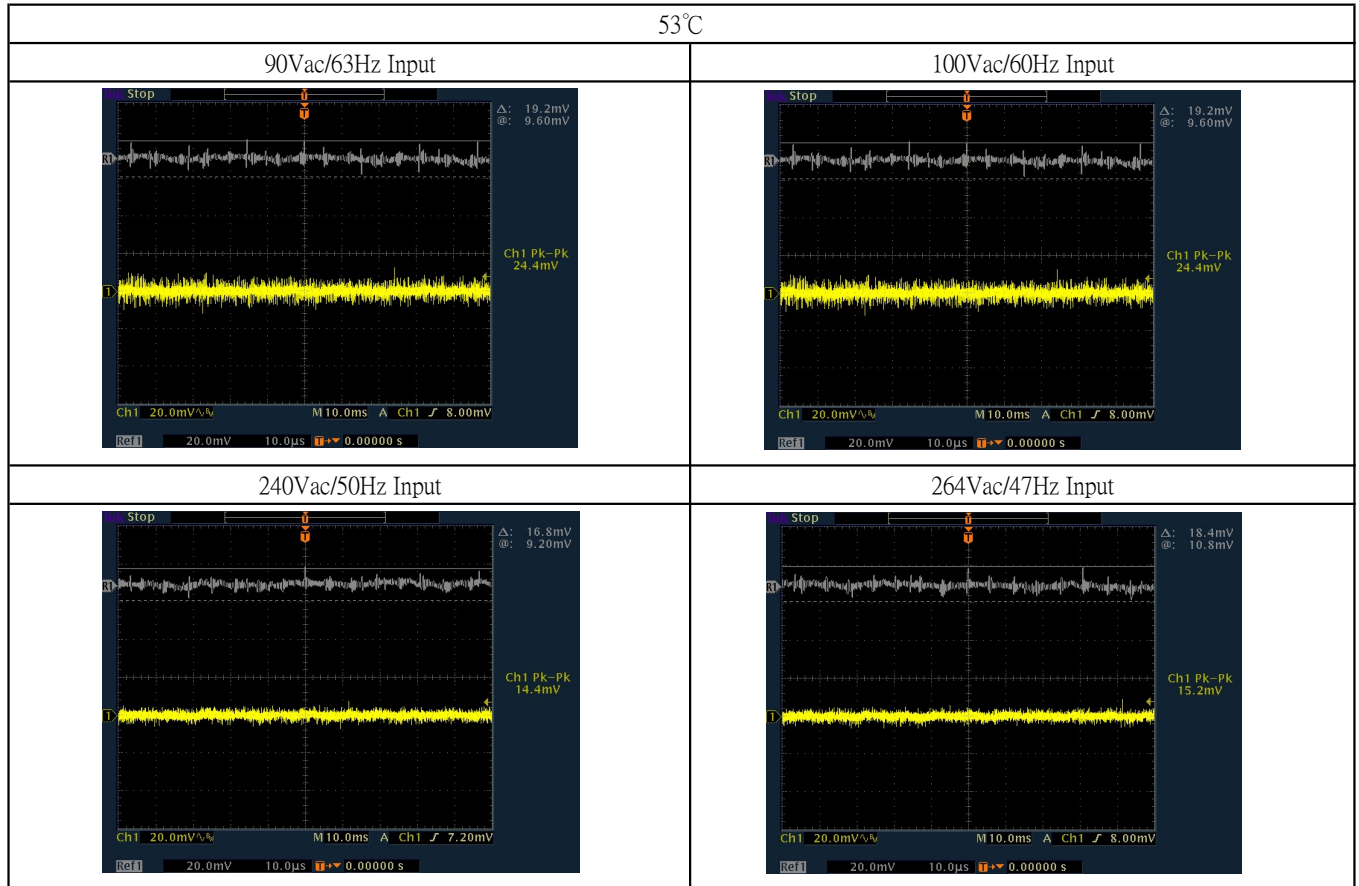 53℃
90Vac/63Hz Input
100Vac/60Hz Input
Stop
Δ: 19.2mV
@: 9.60mV
R1
Ch1 Pk-Pk
24.4mV
1
Ch1 20.0mV
M 10.0ms A Ch1 8.00mV
Ref1 20.0mV 10.0µs 0.00000 s
Stop
Δ: 19.2mV
@: 9.60mV
R1
Ch1 Pk-Pk
24.4mV
1
Ch1 20.0mV
M 10.0ms A Ch1 8.00mV
Ref1 20.0mV 10.0µs 0.00000 s
240Vac/50Hz Input
264Vac/47Hz Input
Stop
Δ: 16.8mV
@: 9.20mV
R1
Ch1 Pk-Pk
14.4mV
1
Ch1 20.0mV
M 10.0ms A Ch1 7.20mV
Ref1 20.0mV 10.0µs 0.00000 s
Stop
Δ: 18.4mV
@: 10.8mV
R1
Ch1 Pk-Pk
15.2mV
1
Ch1 20.0mV
M 10.0ms A Ch1 8.00mV
Ref1 20.0mV 10.0µs 0.00000 s